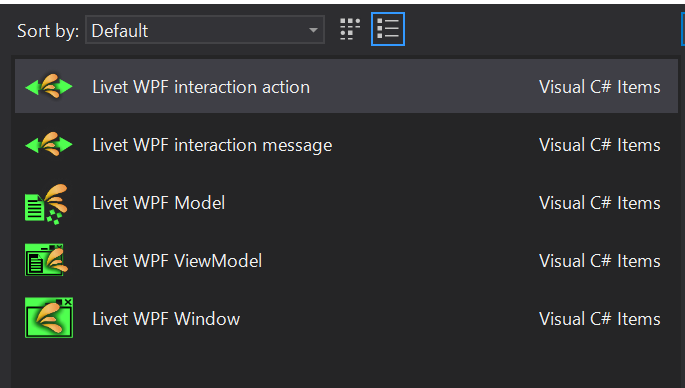 Sort by: Default
Livet WPF interaction action Visual C# Items
Livet WPF interaction message Visual C# Items
Livet WPF Model Visual C# Items
Livet WPF ViewModel Visual C# Items
Livet WPF Window Visual C# Items